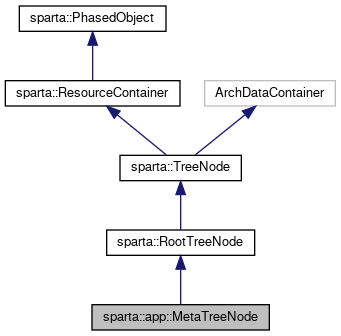 sparta::PhasedObject
sparta::ResourceContainer
ArchDataContainer
sparta::TreeNode
sparta::RootTreeNode
sparta::app::MetaTreeNode